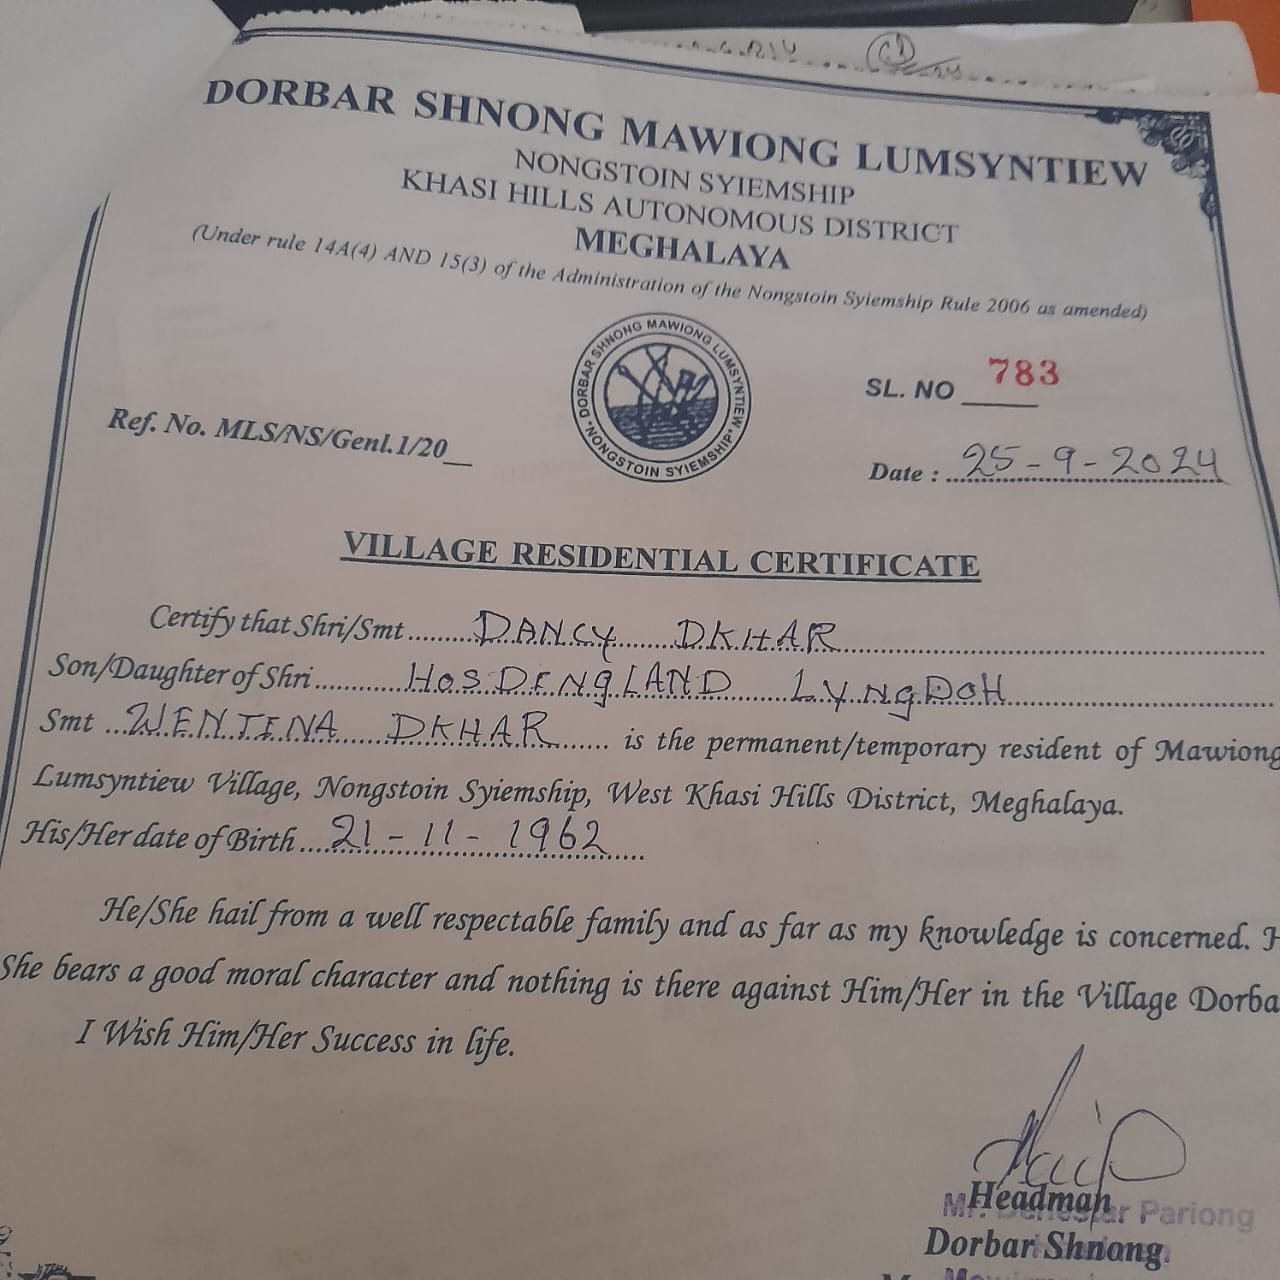 DORBAR SHNONG MAWIONG LUMSYNTIEW
NONGSTOIN SYIEMSHIP
KHASI HILLS AUTONOMOUS DISTRICT
MEGHALAYA
(Under rule 14A(4) AND 15(3) of the Administration of the Nongstoin Syiemship Rule 2006 as amended)
DORBAR SHNONG MAWIONG LUMSYNTIEW
*NONGSTOIN SYIEMSHIP*
SL. NO 783
Ref. No. MLS/NS/Genl.1/20__
Date : 25-9-2024
VILLAGE RESIDENTIAL CERTIFICATE
Certify that Shri/Smt ........ DANCY DKHAR ........
Son/Daughter of Shri ........ HOSDENGLAND LYNGDOH ........
Smt ... WENTINA DKHAR ........ is the permanent/temporary resident of Mawiong
Lumsyntiew Village, Nongstoin Syiemship, West Khasi Hills District, Meghalaya.
His/Her date of Birth .... 21-11-1962 ....
He/She hail from a well respectable family and as far as my knowledge is concerned. H
She bears a good moral character and nothing is there against Him/Her in the Village Dorba
I Wish Him/Her Success in life.
Headman
Mr. Pariong
Dorbar Shnong